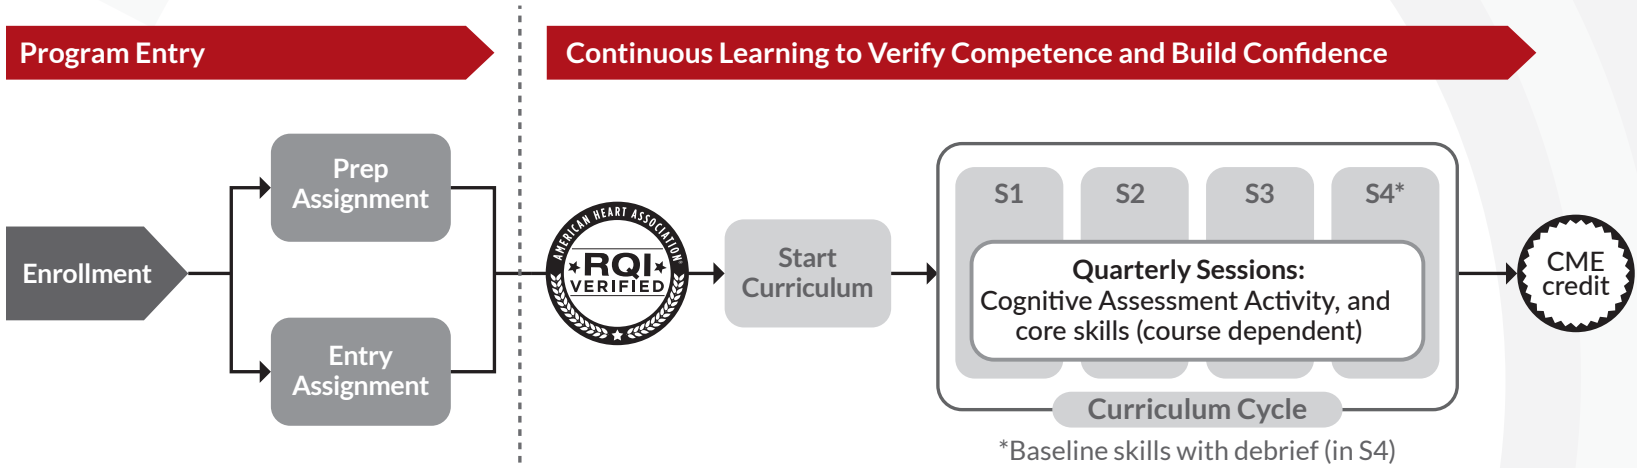 Program Entry
Continuous Learning to Verify Competence and Build Confidence
Enrollment
Prep
Assignment
Entry
Assignment
AMERICAN HEART ASSOCIATION®
RQI
VERIFIED
Start
Curriculum
S1
S2
S3
S4*
Quarterly Sessions:
Cognitive Assessment Activity, and
core skills (course dependent)
Curriculum Cycle
*Baseline skills with debrief (in S4)
CME
credit